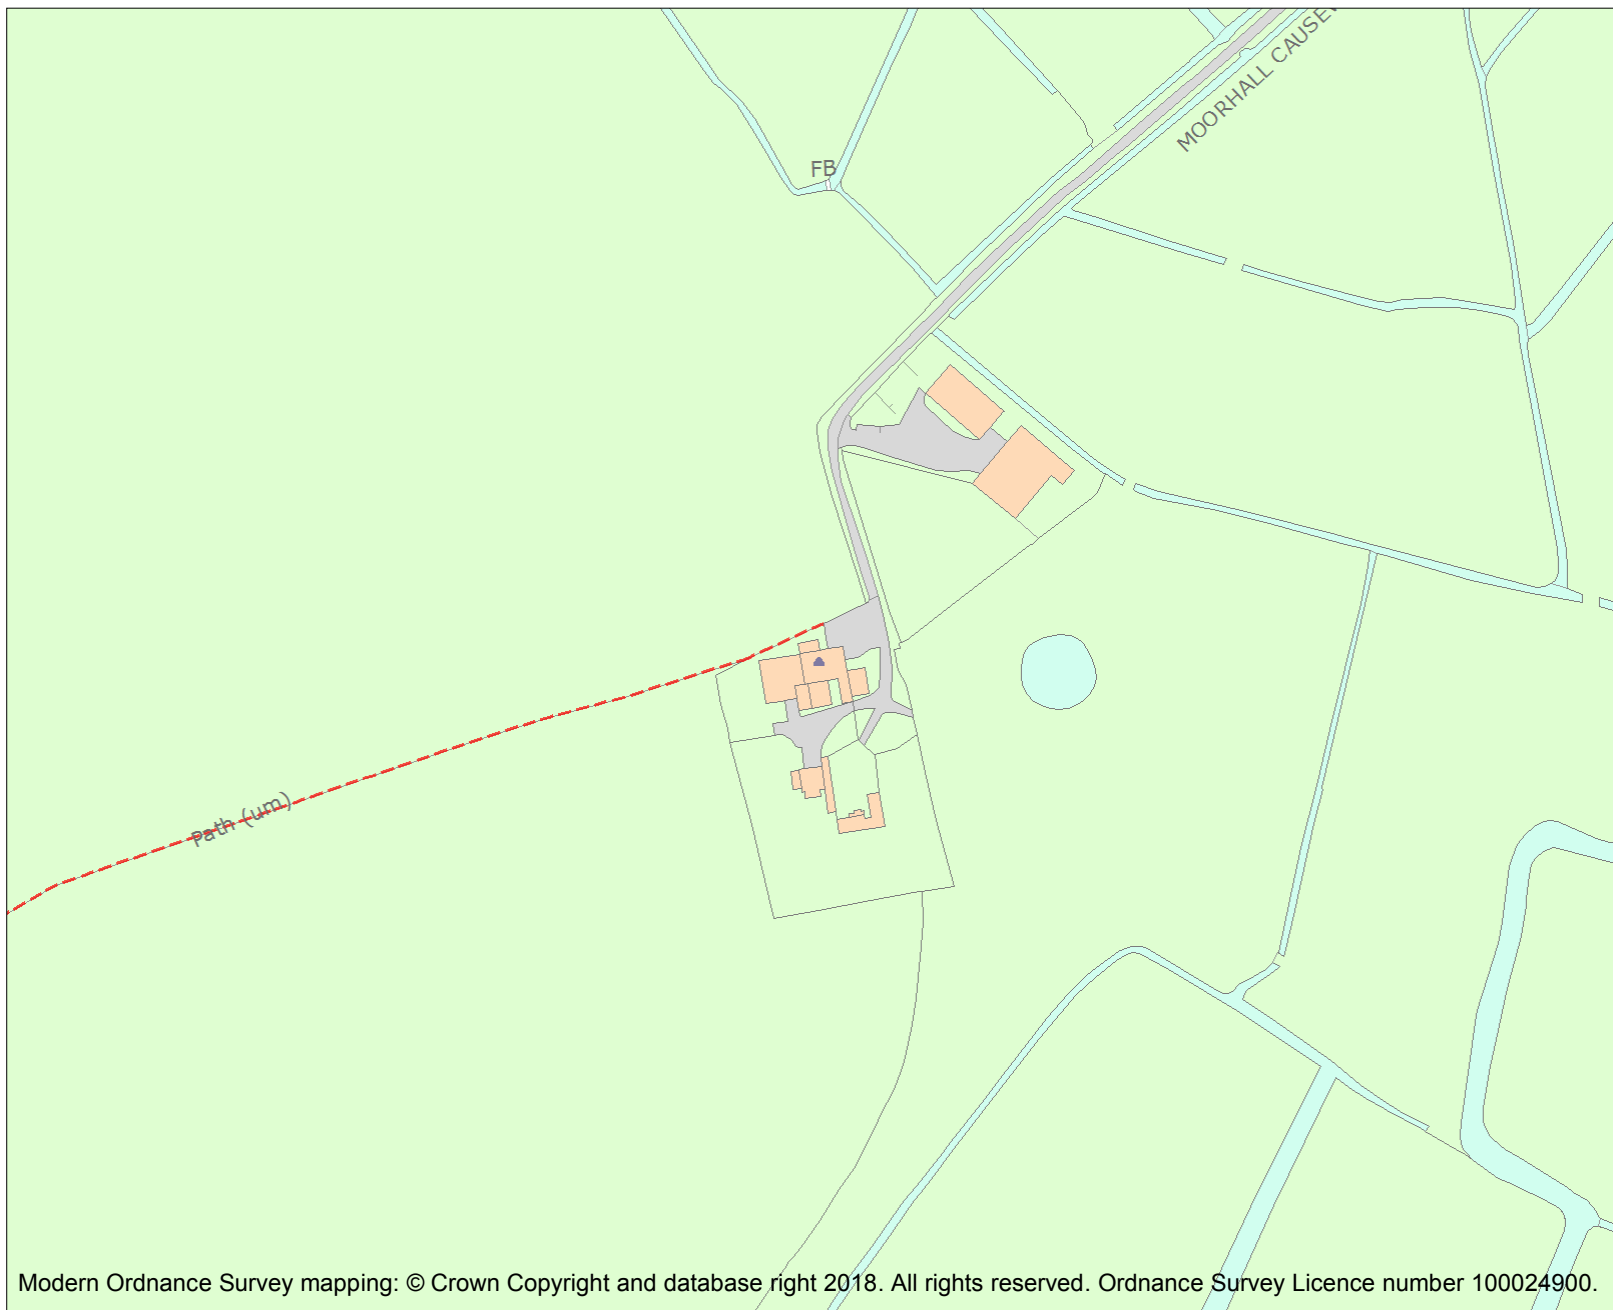 MOORHALL CAUSEW
FB
Path (um)
Modern Ordnance Survey mapping: © Crown Copyright and database right 2018. All rights reserved. Ordnance Survey Licence number 100024900.